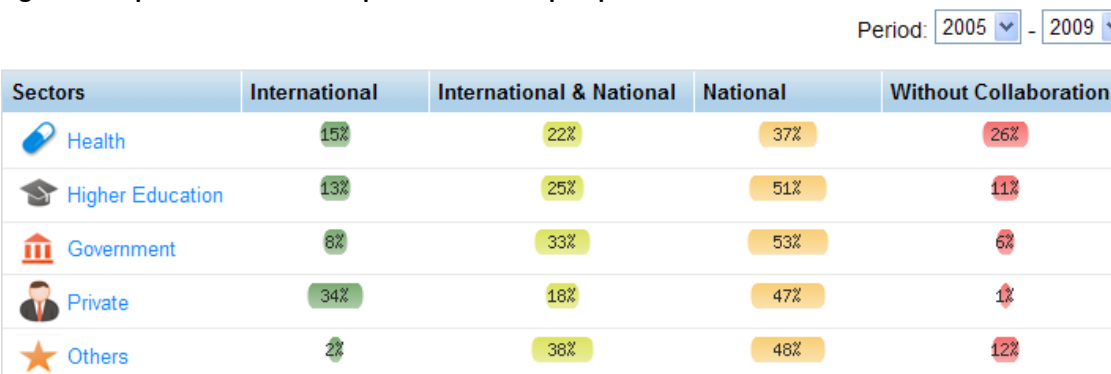 Period: 2005 - 2009
Sectors International International & National National Without Collaboration
Health 15% 22% 37% 26%
Higher Education 13% 25% 51% 11%
Government 8% 33% 53% 6%
Private 34% 18% 47% 1%
Others 2% 38% 48% 12%